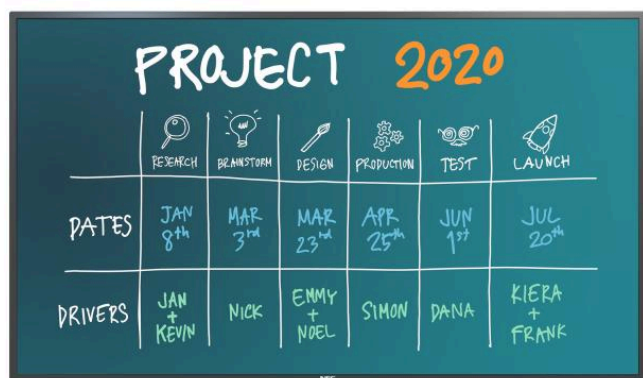 PROJECT 2020
RESEARCH BRAINSTORM DESIGN PRODUCTION TEST LAUNCH
DATES JAN 8th MAR 3rd MAR 23rd APR 25th JUN 1st JUL 20th
DRIVERS JAN + KEVIN NICK EMMY + NOEL SIMON DANA KIERA + FRANK